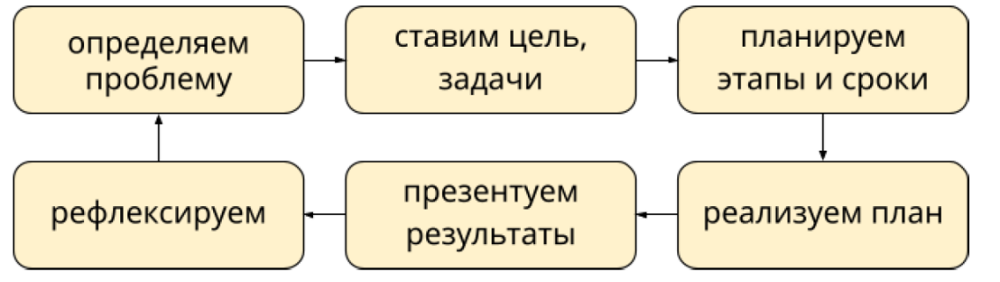 определяем
проблему
ставим цель,
задачи
планируем
этапы и сроки
рефлексируем
презентуем
результаты
реализуем план